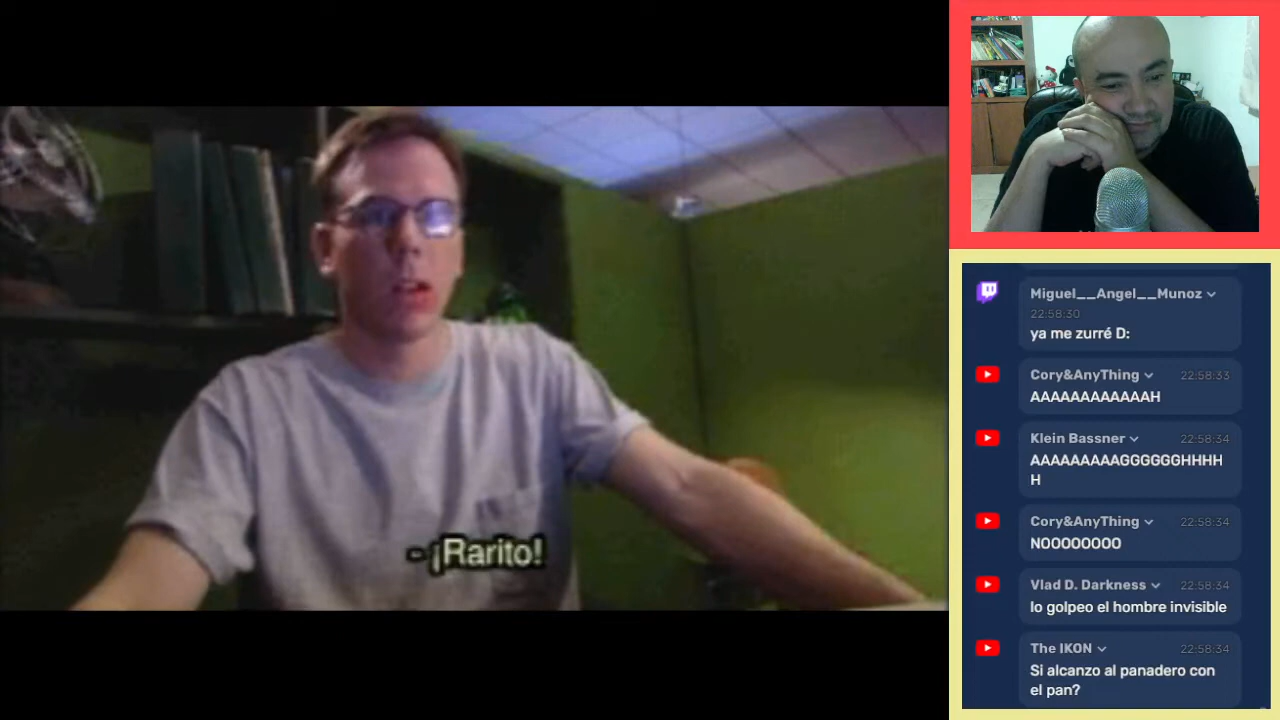 - ¡Rarito!
Miguel__Angel__Munoz
22:58:30
ya me zurré D:
Cory&AnyThing 22:58:33
AAAAAAAAAAAAH
Klein Bassner 22:58:34
AAAAAAAAAGGGGGGHHHH
H
Cory&AnyThing 22:58:34
NOOOOOOOO
Vlad D. Darkness 22:58:34
lo golpeo el hombre invisible
The IKON 22:58:34
Si alcanzo al panadero con
el pan?